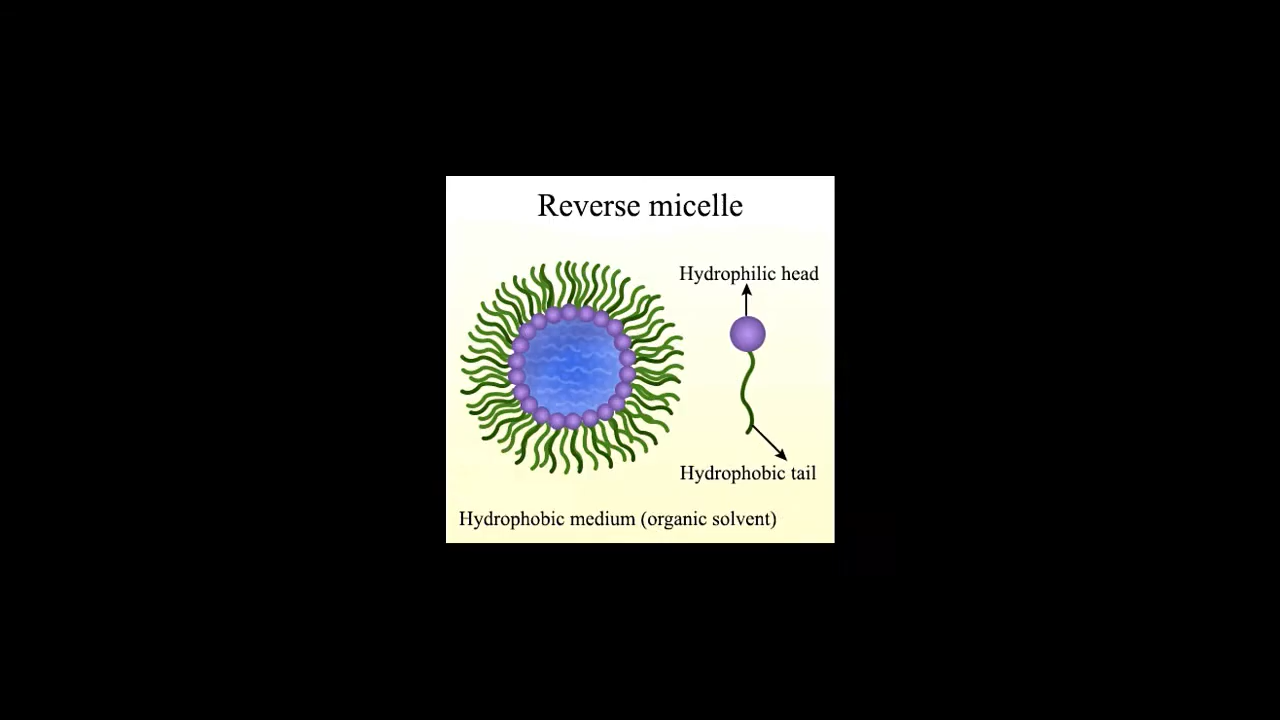 Reverse micelle
Hydrophilic head
Hydrophobic tail
Hydrophobic medium (organic solvent)